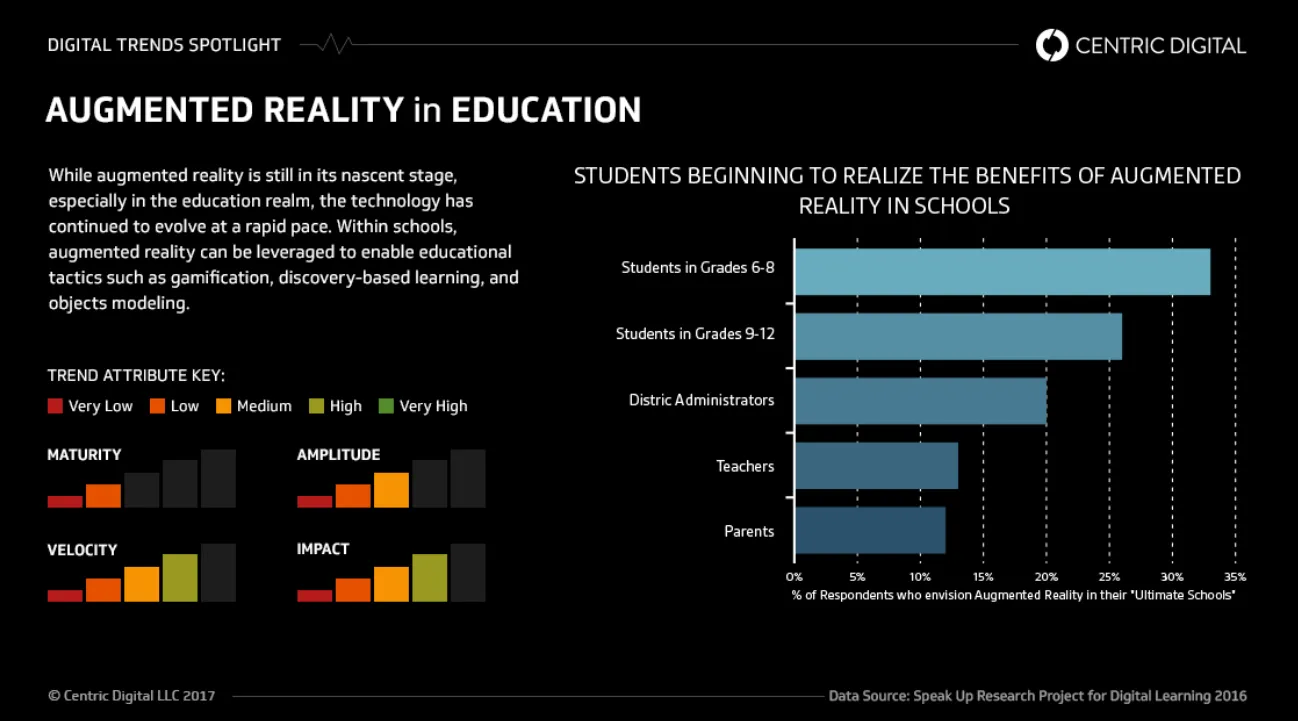 DIGITAL TRENDS SPOTLIGHT
CENTRIC DIGITAL
AUGMENTED REALITY in EDUCATION
While augmented reality is still in its nascent stage,
especially in the education realm, the technology has
continued to evolve at a rapid pace. Within schools,
augmented reality can be leveraged to enable educational
tactics such as gamification, discovery-based learning, and
objects modeling.
TREND ATTRIBUTE KEY:
Very Low Low Medium High Very High
MATURITY AMPLITUDE
VELOCITY IMPACT
STUDENTS BEGINNING TO REALIZE THE BENEFITS OF AUGMENTED
REALITY IN SCHOOLS
Students in Grades 6-8
Students in Grades 9-12
Distric Administrators
Teachers
Parents
0% 5% 10% 15% 20% 25% 30% 35%
% of Respondents who envision Augmented Reality in their "Ultimate Schools"
© Centric Digital LLC 2017
Data Source: Speak Up Research Project for Digital Learning 2016